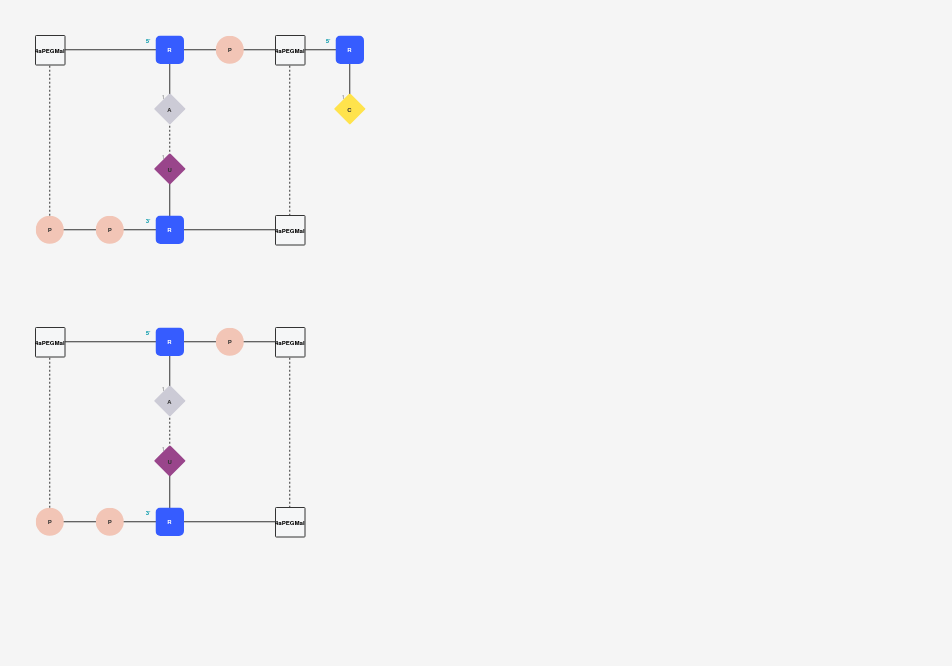 5' 5'
4aPEGMal R P 4aPEGMal R
1 1
A C
1
U
3'
P P R 4aPEGMal
5'
4aPEGMal R P 4aPEGMal
1
A
1
U
3'
P P R 4aPEGMal